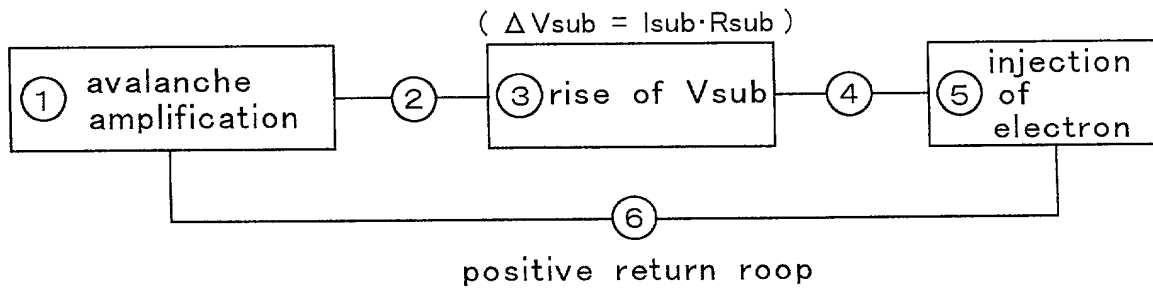 ( ΔVsub = Isub·Rsub )
① avalanche
amplification
②
③ rise of Vsub
④
⑤ injection
of
electron
⑥
positive return roop